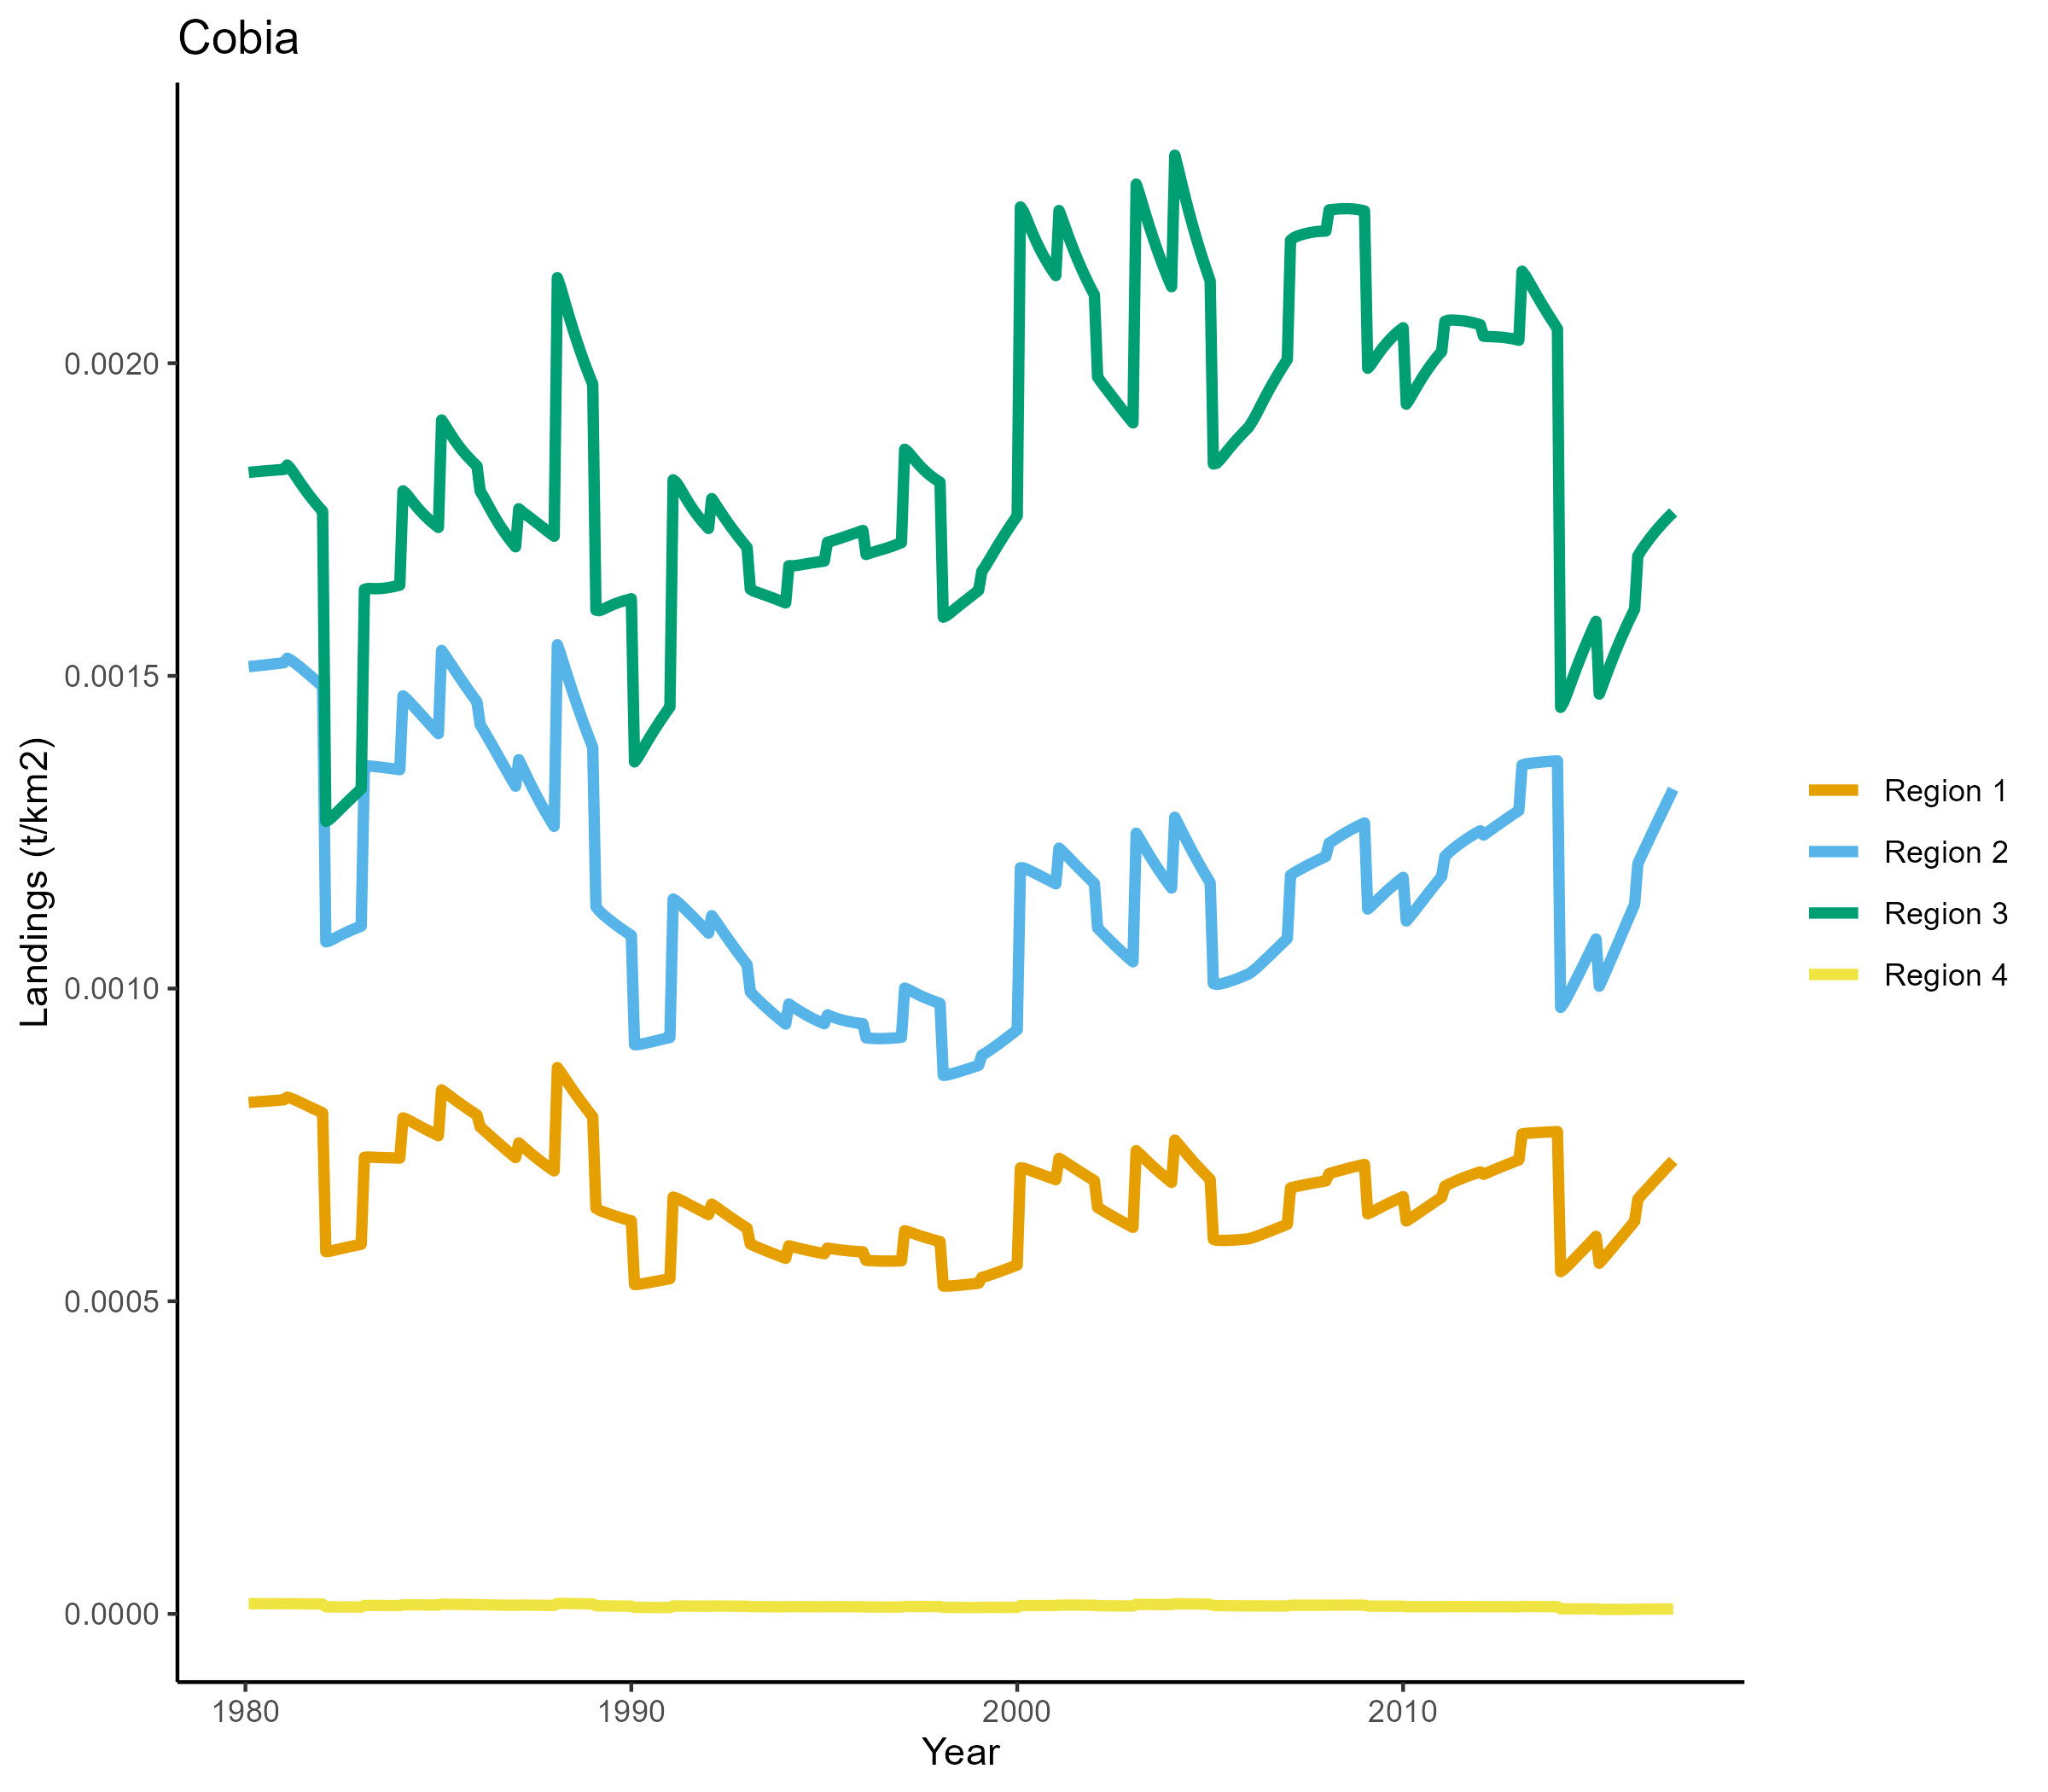 Cobia
Landings (t/km2)
0.0020
0.0015
0.0010
0.0005
0.0000
1980 1990 2000 2010
Year
Region 1
Region 2
Region 3
Region 4